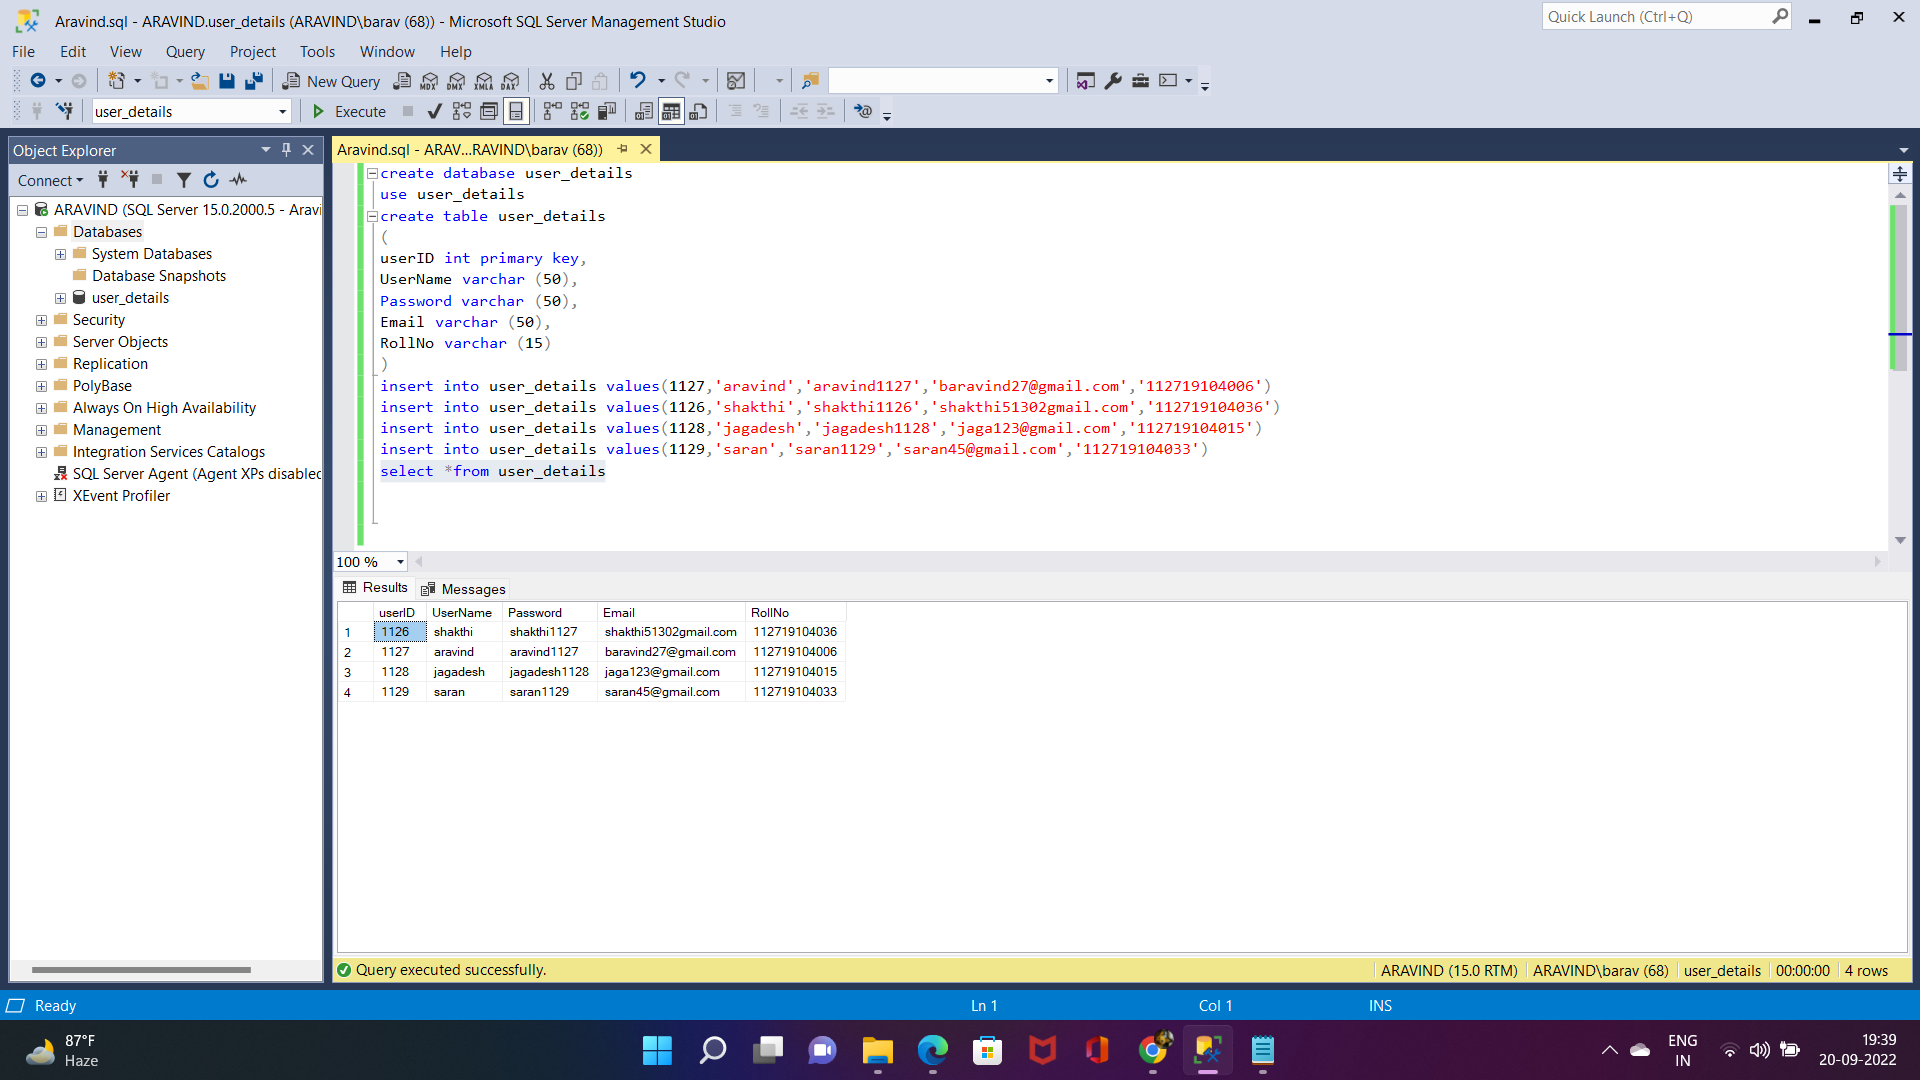 Aravind.sql - ARAVIND.user_details (ARAVIND\barav (68)) - Microsoft SQL Server Management Studio
Quick Launch (Ctrl+Q)
File Edit View Query Project Tools Window Help
New Query MDX DMX XMLA DAX
user_details Execute
Object Explorer
Aravind.sql - ARAV...RAVIND\barav (68))
Connect
ARAVIND (SQL Server 15.0.2000.5 - Aravi
Databases
System Databases
Database Snapshots
user_details
Security
Server Objects
Replication
PolyBase
Always On High Availability
Management
Integration Services Catalogs
SQL Server Agent (Agent XPs disabled
XEvent Profiler
create database user_details
use user_details
create table user_details
(
userID int primary key,
UserName varchar (50),
Password varchar (50),
Email varchar (50),
RollNo varchar (15)
)
insert into user_details values(1127,'aravind','aravind1127','baravind27@gmail.com','112719104006')
insert into user_details values(1126,'shakthi','shakthi1126','shakthi51302gmail.com','112719104036')
insert into user_details values(1128,'jagadesh','jagadesh1128','jaga123@gmail.com','112719104015')
insert into user_details values(1129,'saran','saran1129','saran45@gmail.com','112719104033')
select *from user_details
100 %
Results Messages
userID UserName Password Email RollNo
1 1126 shakthi shakthi1127 shakthi51302gmail.com 112719104036
2 1127 aravind aravind1127 baravind27@gmail.com 112719104006
3 1128 jagadesh jagadesh1128 jaga123@gmail.com 112719104015
4 1129 saran saran1129 saran45@gmail.com 112719104033
Query executed successfully. ARAVIND (15.0 RTM) ARAVIND\barav (68) user_details 00:00:00 4 rows
Ready Ln 1 Col 1 INS
87°F
Haze
ENG
IN
19:39
20-09-2022